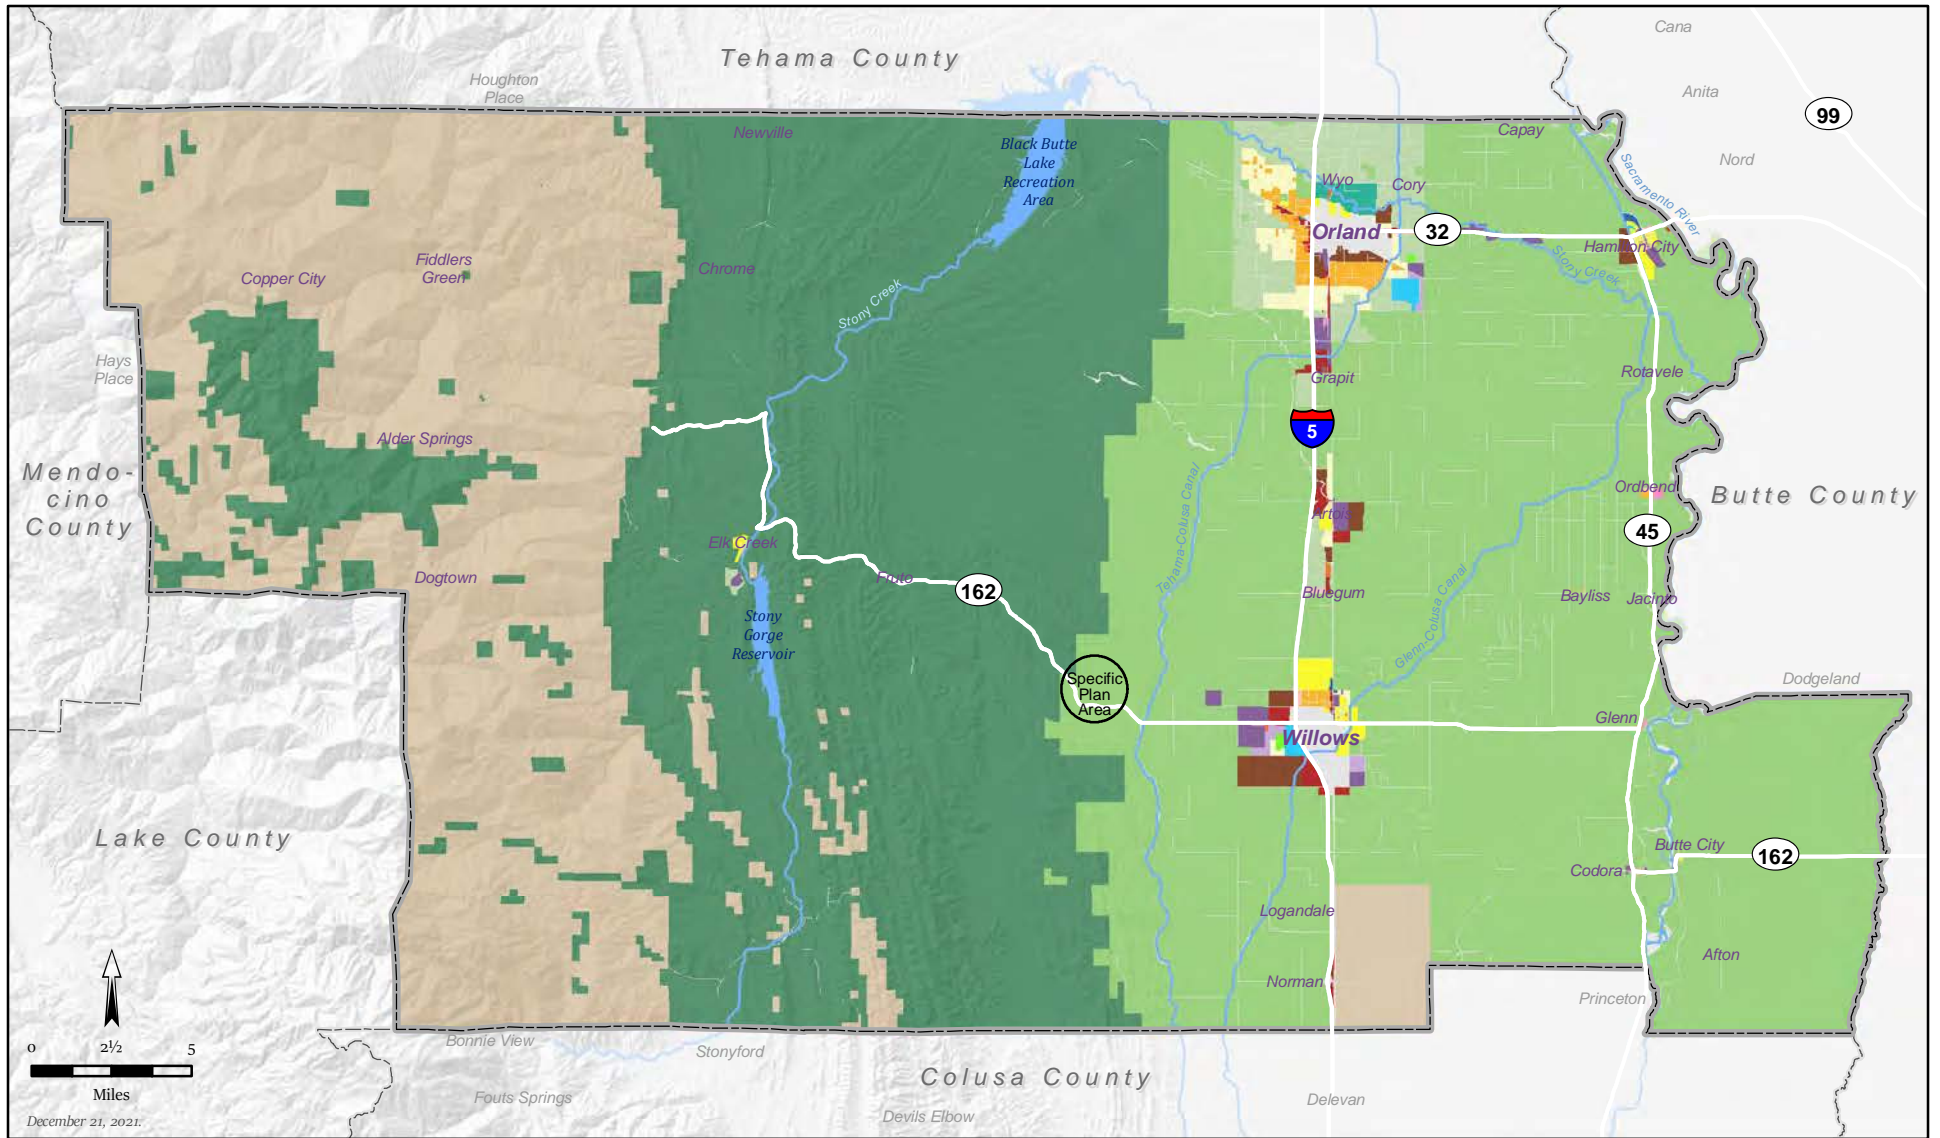 Cana
Tehama County
Houghton
Place
Anita
99
Newville
Capay
Black Butte
Lake
Recreation
Area
Nord
Sacramento River
Wyo
Cory
Orland
32
Hamilton City
Stony Creek
Fiddlers
Green
Copper City
Chrome
Stony Creek
Hays
Place
Rotavele
Grapit
5
Alder Springs
Mendo-
cino
County
Ordbend
Butte County
Artois
45
Tehama-Colusa Canal
Elk Creek
Dogtown
Fruto
162
Bluegum
Glenn-Colusa Canal
Bayliss
Jacinto
Stony
Gorge
Reservoir
Specific
Plan
Area
Dodgeland
Glenn
Willows
Lake County
Butte City
162
Codora
Logandale
Afton
Norman
Princeton
Bonnie View
Stonyford
Colusa County
Fouts Springs
Devils Elbow
Delevan
0 2½ 5
Miles
December 21, 2021.